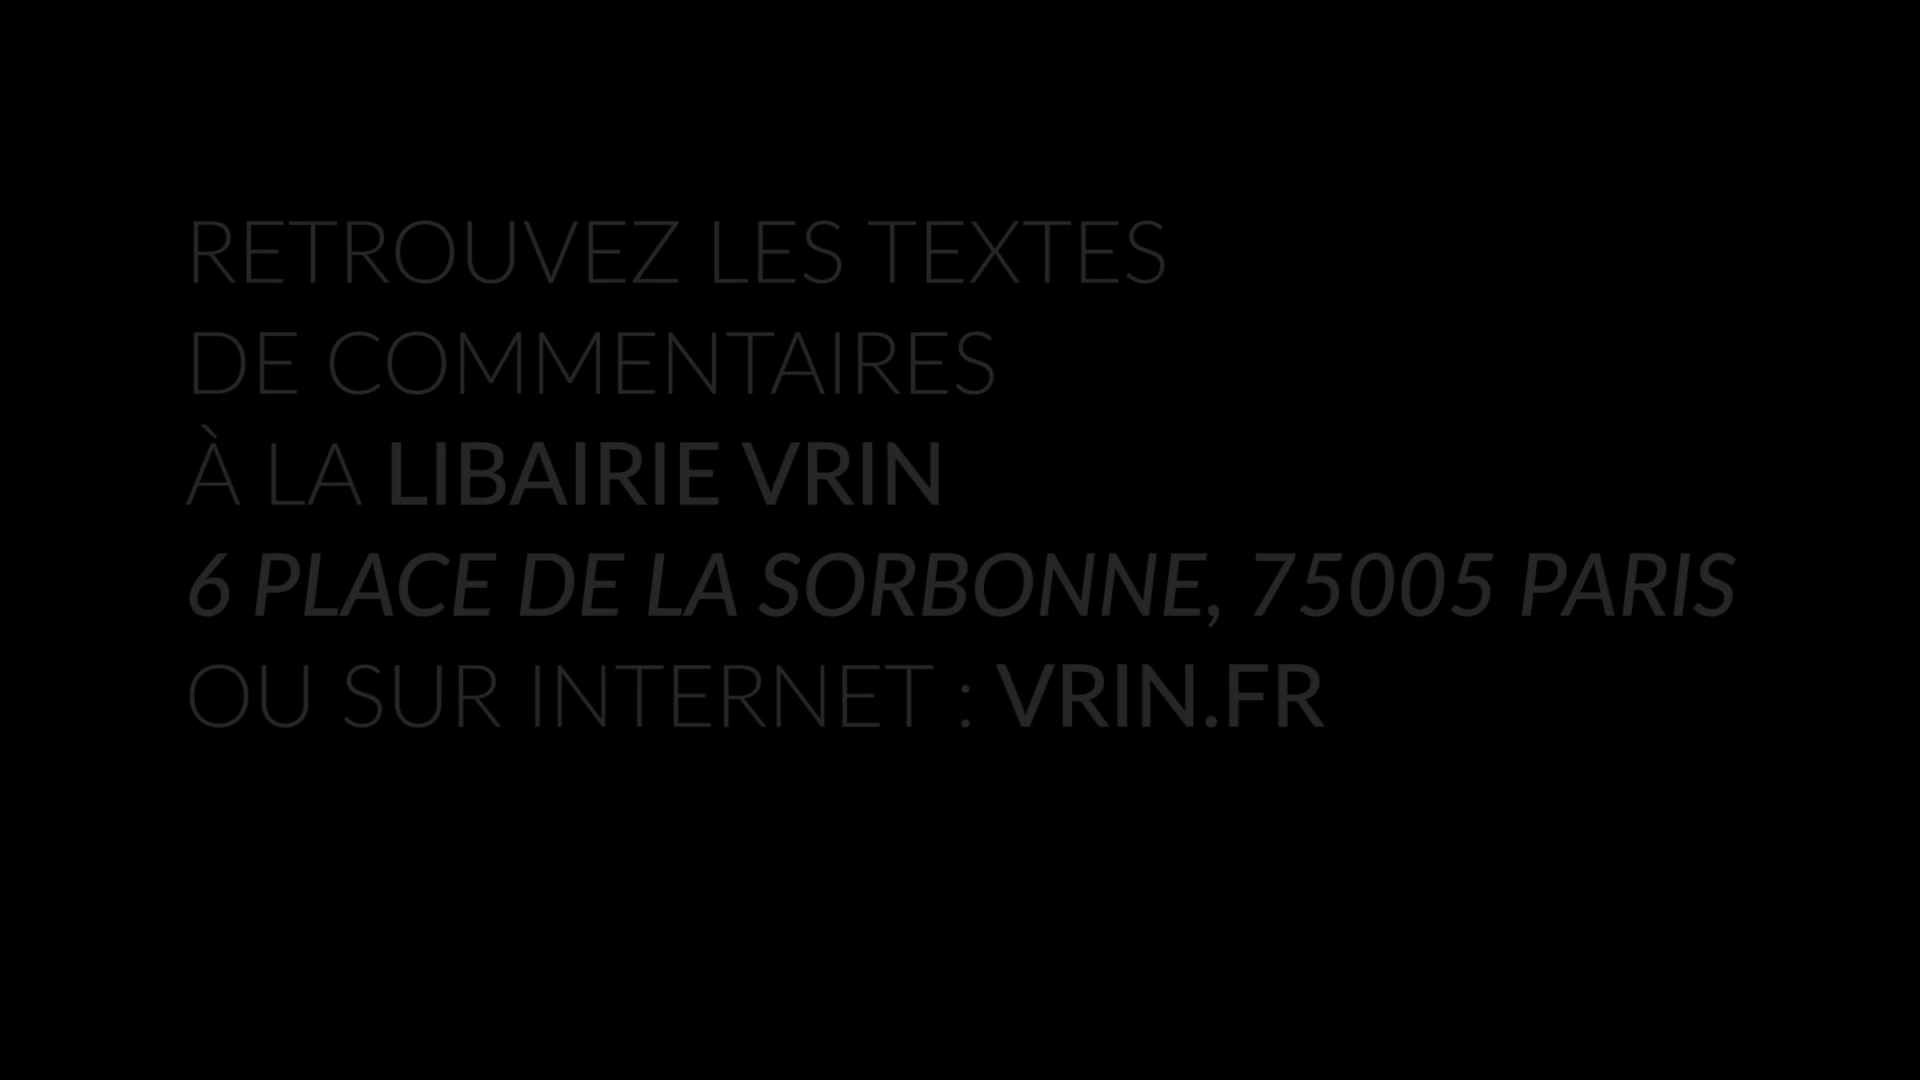 RETROUVEZ LES TEXTES
DE COMMENTAIRES
À LA LIBAIRIE VRIN
6 PLACE DE LA SORBONNE, 75005 PARIS
OU SUR INTERNET : VRIN.FR